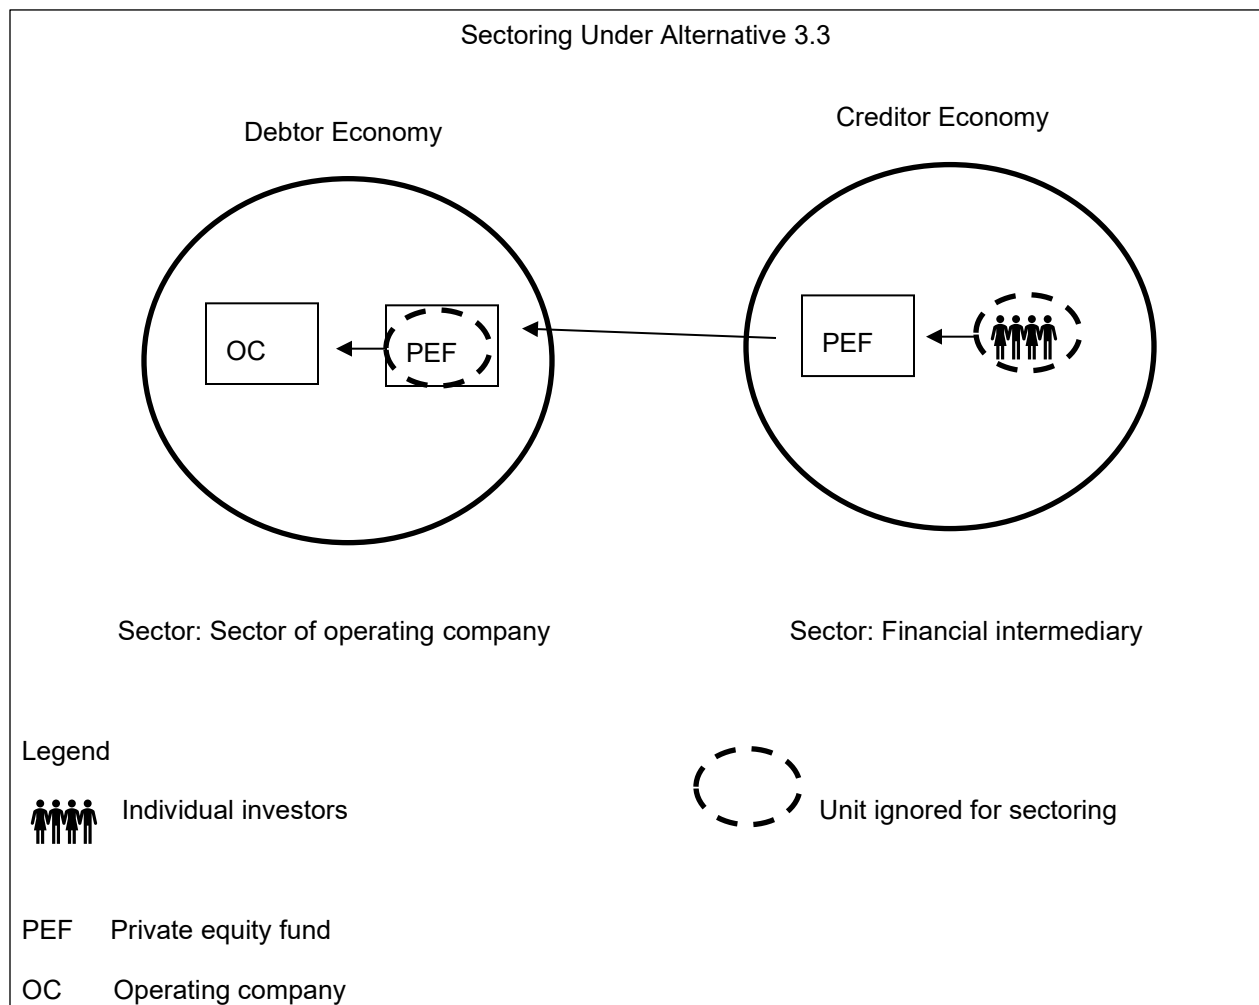 Sectoring Under Alternative 3.3
Debtor Economy
Creditor Economy
OC
PEF
PEF
Sector: Sector of operating company
Sector: Financial intermediary
Legend
Individual investors
Unit ignored for sectoring
PEF Private equity fund
OC Operating company